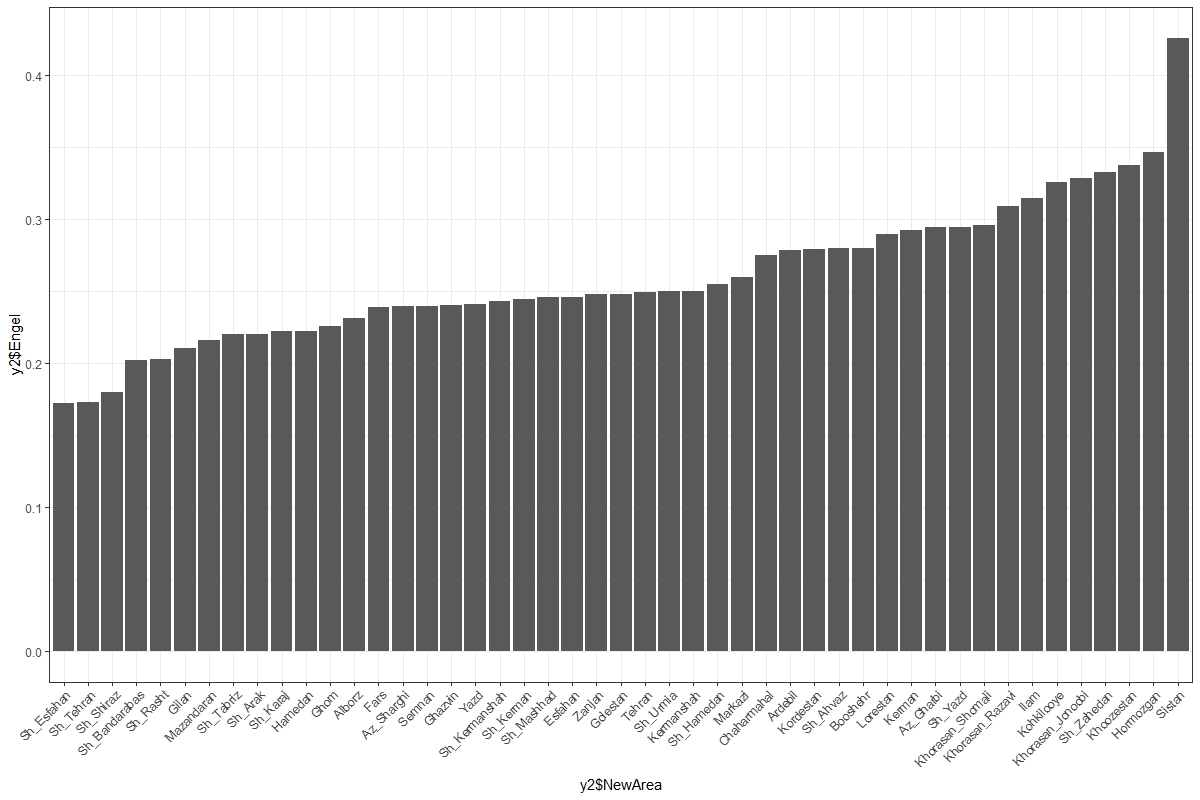 y2$Engel
0.4
0.3
0.2
0.1
0.0
Sh_Esfahan
Sh_Tehran
Sh_Shiraz
Sh_Bandarabas
Sh_Rasht
Gilan
Mazandaran
Sh_Tabriz
Sh_Arak
Sh_Karaj
Hamedan
Ghom
Alborz
Fars
Az_Sharghi
Semnan
Ghazvin
Yazd
Sh_Kermanshah
Sh_Kerman
Sh_Mashhad
Esfahan
Zanjan
Golestan
Tehran
Sh_Urmia
Kermanshah
Sh_Hamedan
Markazi
Chaharmahal
Ardebil
Kordestan
Sh_Ahvaz
Booshehr
Lorestan
Kerman
Az_Gharbi
Sh_Yazd
Khorasan_Shomali
Khorasan_Razavi
Ilam
Kohkilooye
Khorasan_Jonoobi
Sh_Zahedan
Khoozestan
Hormozgan
Sistan
y2$NewArea